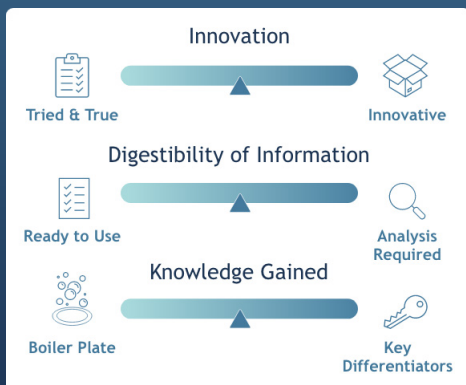 Innovation
Tried & True
Innovative
Digestibility of Information
Ready to Use
Analysis
Required
Knowledge Gained
Boiler Plate
Key
Differentiators